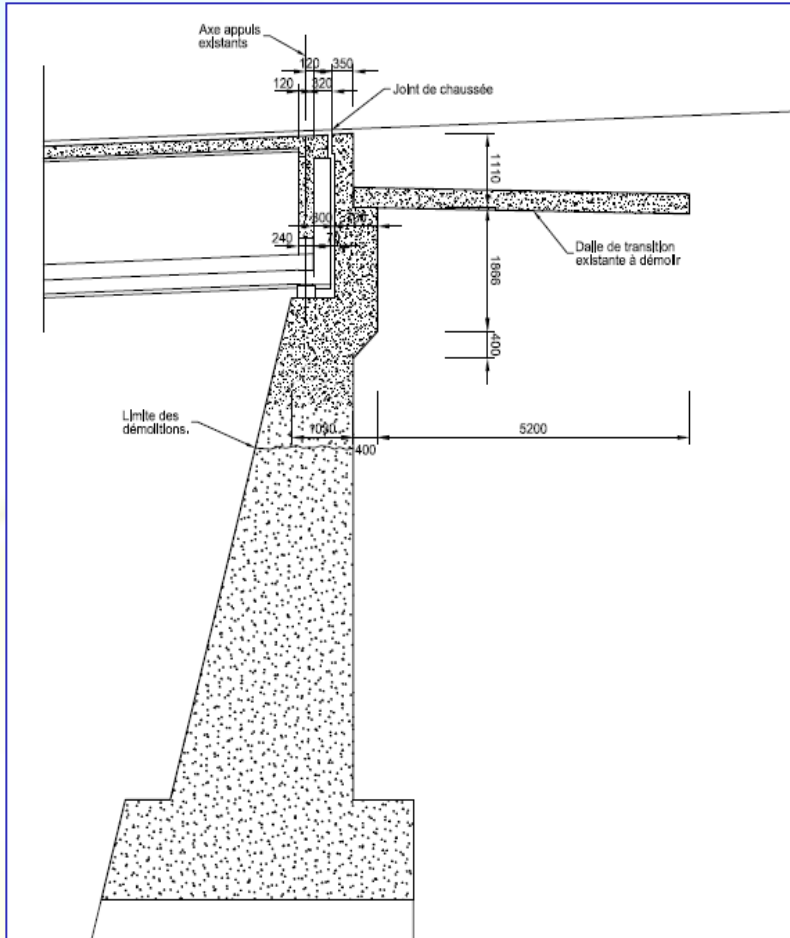 Axe appuis
existants
120 350
120 320
Joint de chaussée
1110
300
240
Dalle de transition
existante à démolir
1866
400
Limite des
démolitions.
5200
400